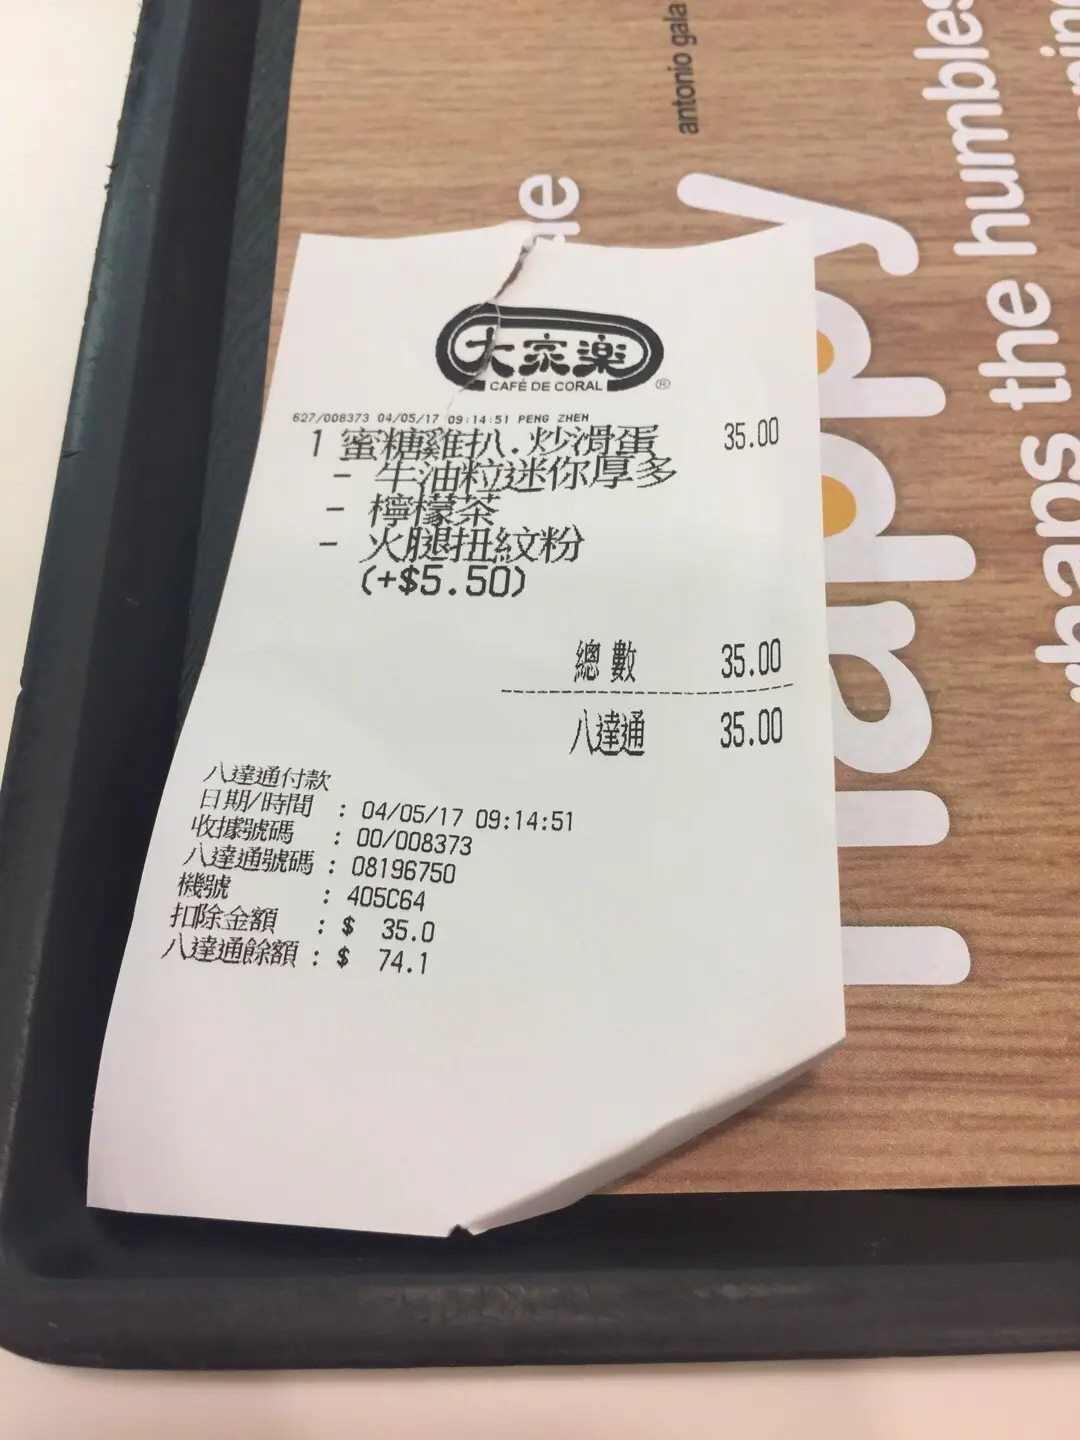 大家樂
CAFÉ DE CORAL ®
627/008373 04/05/17 09:14:51 PENG ZHEN
1 蜜糖雞扒.炒滑蛋 35.00
- 牛油粒迷你厚多
- 檸檬茶
- 火腿扭紋粉
(+$5.50)
總數 35.00
八達通 35.00
八達通付款
日期/時間 : 04/05/17 09:14:51
收據號碼 : 00/008373
八達通號碼 : 08196750
機號 : 405C64
扣除金額 : $ 35.0
八達通餘額 : $ 74.1
antonio gala
happy
the humbles